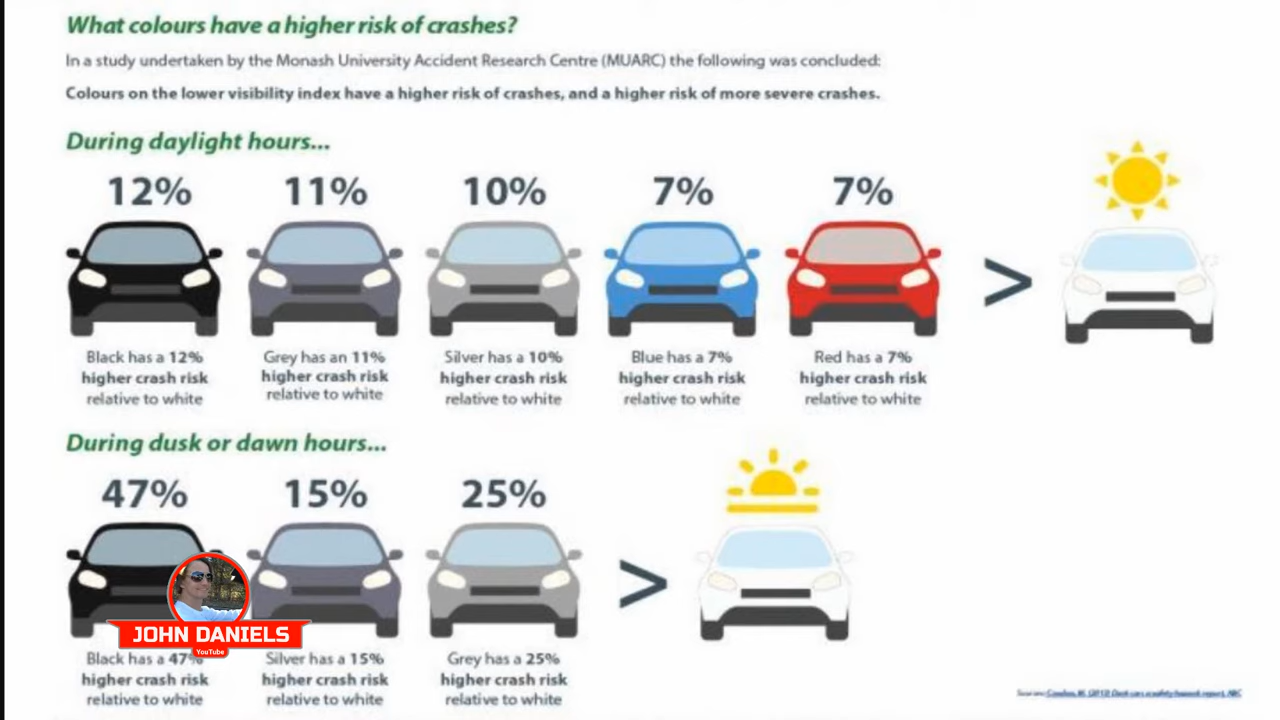 What colours have a higher risk of crashes?
In a study undertaken by the Monash University Accident Research Centre (MUARC) the following was concluded:
Colours on the lower visibility index have a higher risk of crashes, and a higher risk of more severe crashes.
During daylight hours...
12% 11% 10% 7% 7%
>
Black has a 12% Grey has an 11% Silver has a 10% Blue has a 7% Red has a 7%
higher crash risk higher crash risk higher crash risk higher crash risk higher crash risk
relative to white relative to white relative to white relative to white relative to white
During dusk or dawn hours...
47% 15% 25%
>
JOHN DANIELS
YouTube
Black has a 47% Silver has a 15% Grey has a 25%
higher crash risk higher crash risk higher crash risk
relative to white relative to white relative to white